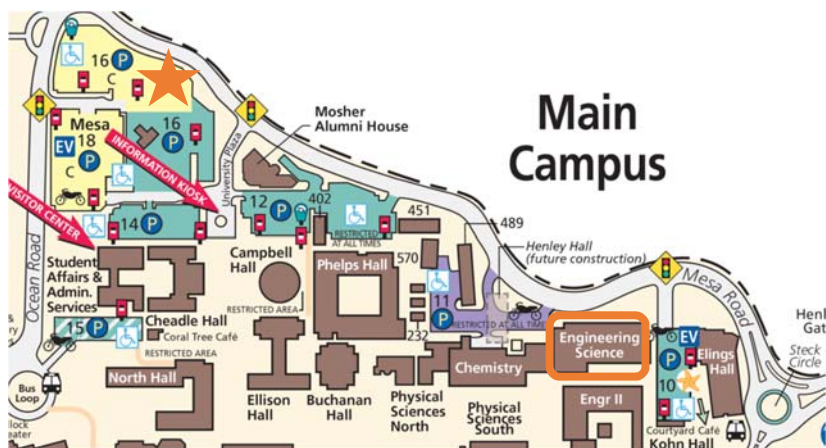 16 P
C
Mesa
EV 18
P
C
16
P
INFORMATION KIOSK
University Plaza
Mosher
Alumni House
Main
Campus
VISITOR CENTER
14 P
12 P
402
451
489
RESTRICTED
AT ALL TIMES
Henley Hall
(future construction)
Ocean Road
Student
Affairs &
Admin.
Services
Campbell
Hall
Phelps Hall
570
11
P
Mesa Road
RESTRICTED AREA
RESTRICTED AT ALL TIME
232
15 P
Cheadle Hall
Coral Tree Café
RESTRICTED AREA
Engineering
Science
EV
P
Elings
Hall
10
Henl
Gat
Steck
Circle
Bus
Loop
North Hall
Ellison
Hall
Buchanan
Hall
Chemistry
Physical
Sciences
North
Physical
Sciences
South
Engr II
Courtyard Café
Kohn Hall